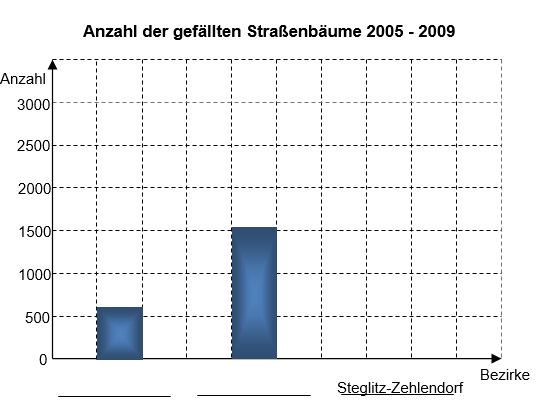 Anzahl der gefällten Straßenbäume 2005 - 2009
Anzahl
3000
2500
2000
1500
1000
500
0
Bezirke
Steglitz-Zehlendorf